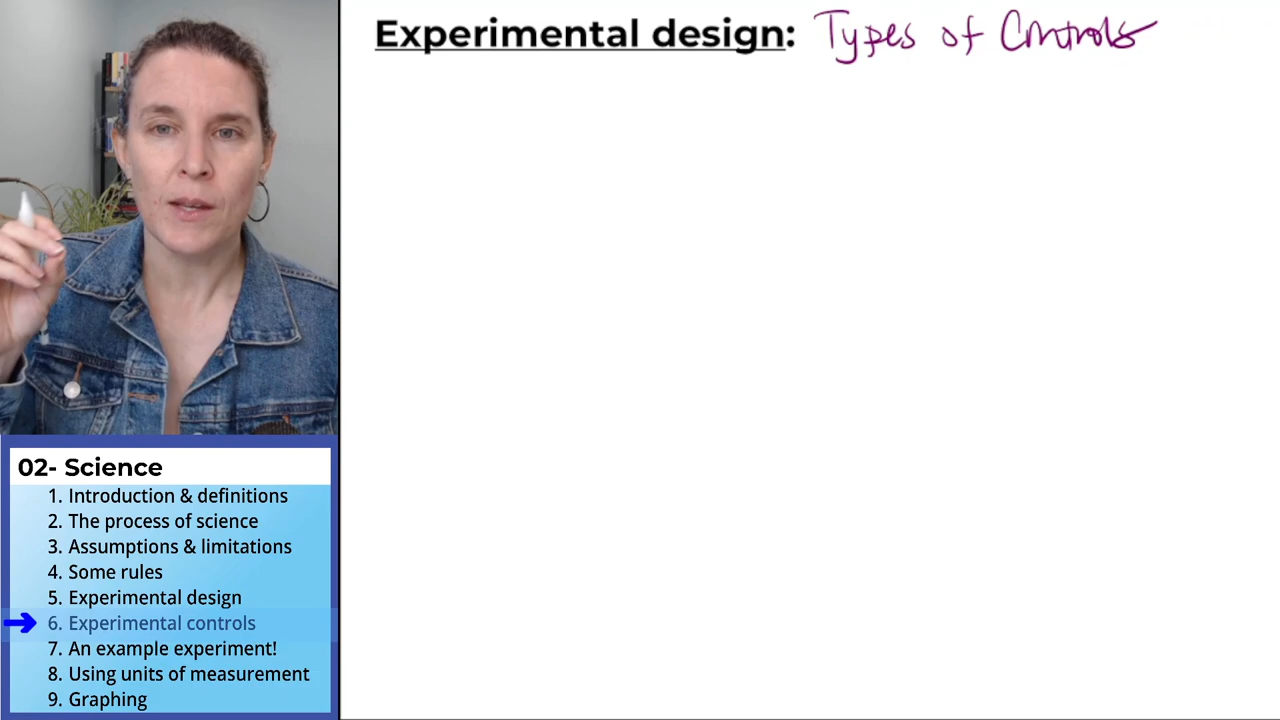 Experimental design: Types of Controls
02- Science
1. Introduction & definitions
2. The process of science
3. Assumptions & limitations
4. Some rules
5. Experimental design
6. Experimental controls
7. An example experiment!
8. Using units of measurement
9. Graphing